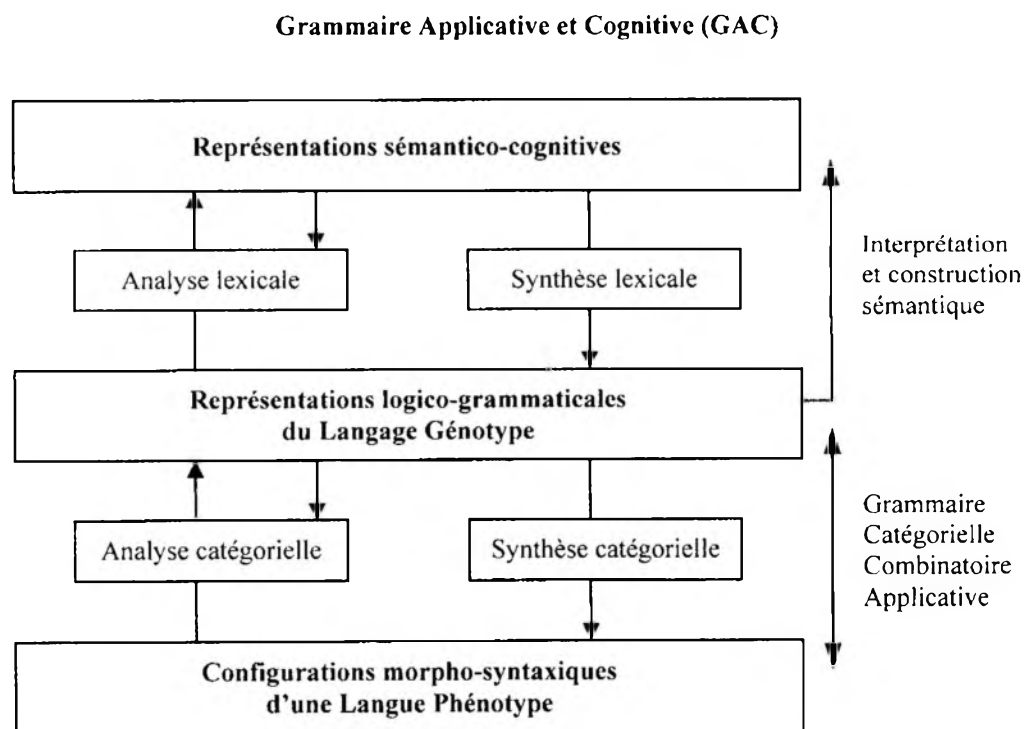 Grammaire Applicative et Cognitive (GAC)
Représentations sémantico-cognitives
Analyse lexicale
Synthèse lexicale
Interprétation
et construction
sémantique
Représentations logico-grammaticales
du Langage Génotype
Analyse catégorielle
Synthèse catégorielle
Grammaire
Catégorielle
Combinatoire
Applicative
Configurations morpho-syntaxiques
d'une Langue Phénotype